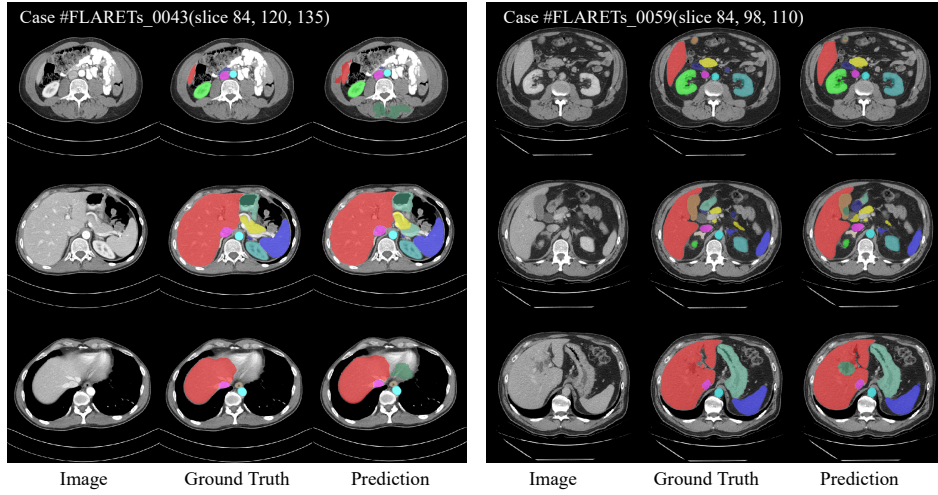 Case #FLARETs_0043(slice 84, 120, 135)
Case #FLARETs_0059(slice 84, 98, 110)
Image Ground Truth Prediction Image Ground Truth Prediction